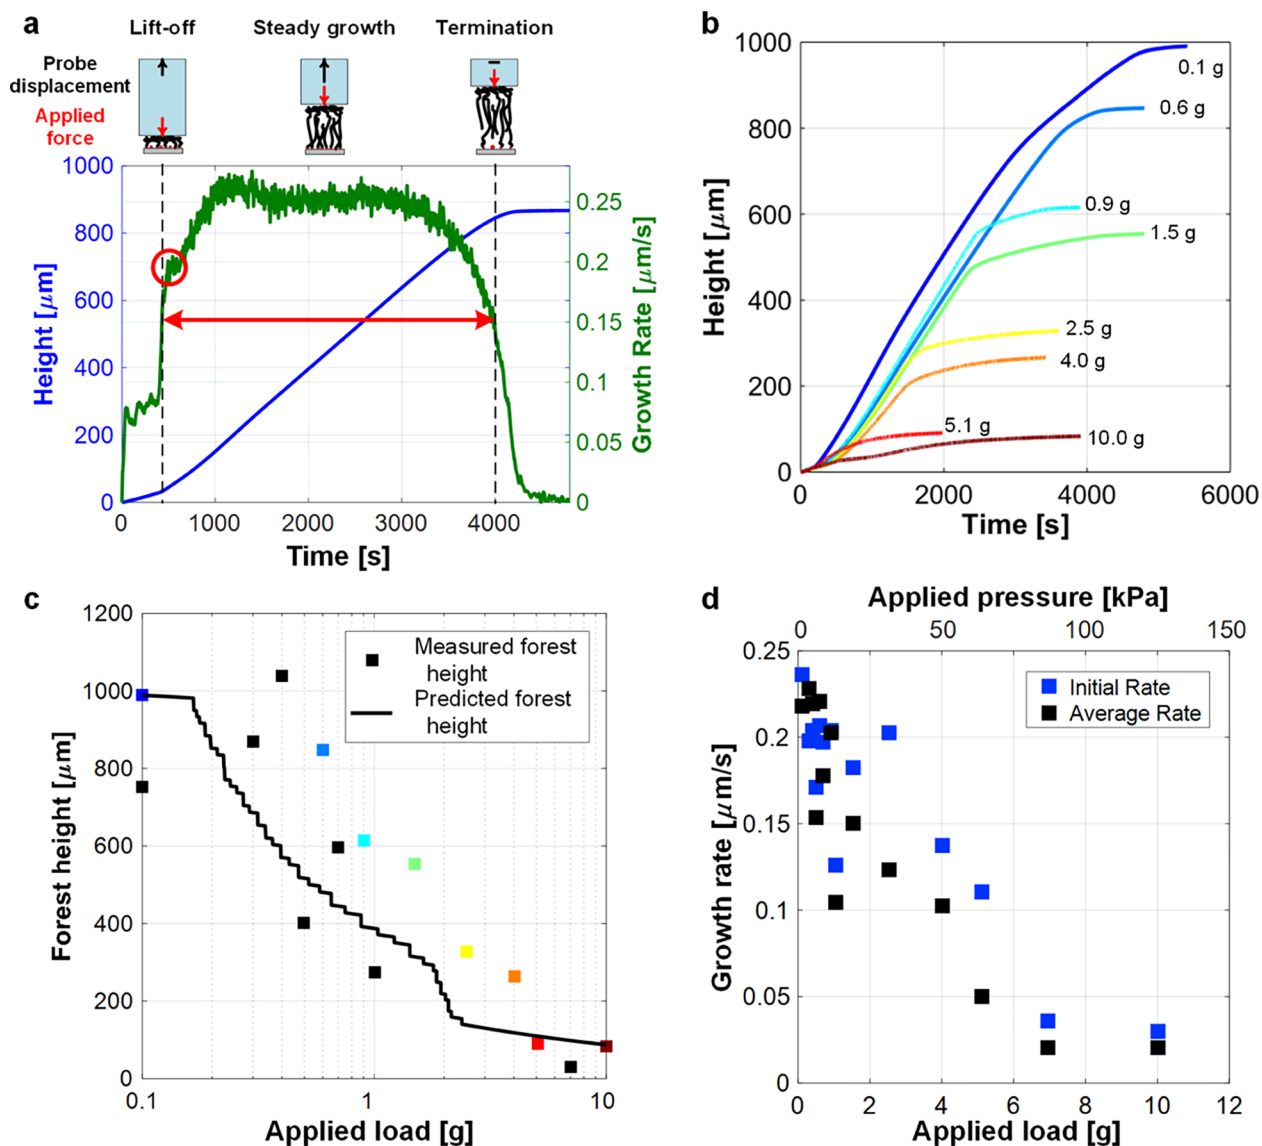 a
Lift-off
Steady growth
Termination
Probe
displacement
Applied
force
1000
800
600
400
200
0
Height [μm]
0.25
0.2
0.15
0.1
0.05
0
Growth Rate [μm/s]
0
1000
2000
3000
4000
Time [s]
b
1000
800
600
400
200
0
Height [μm]
0.1 g
0.6 g
0.9 g
1.5 g
2.5 g
4.0 g
5.1 g
10.0 g
0
2000
4000
6000
Time [s]
c
1200
1000
800
600
400
200
0
Forest height [μm]
Measured forest
height
Predicted forest
height
0.1
1
10
Applied load [g]
d
Applied pressure [kPa]
0
50
100
150
0.25
0.2
0.15
0.1
0.05
0
Growth rate [μm/s]
Initial Rate
Average Rate
0
2
4
6
8
10
12
Applied load [g]